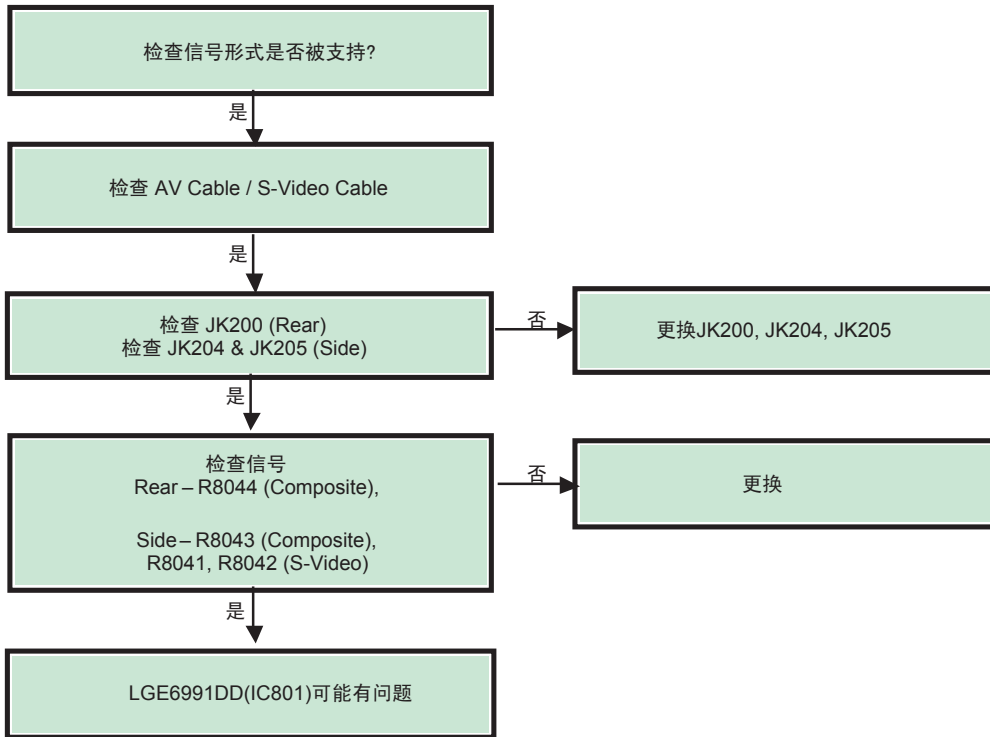 检查信号形式是否被支持?
是
检查 AV Cable / S-Video Cable
是
检查 JK200 (Rear)
检查 JK204 & JK205 (Side)
否
更换JK200, JK204, JK205
是
检查信号
Rear – R8044 (Composite),
Side – R8043 (Composite),
R8041, R8042 (S-Video)
否
更换
是
LGE6991DD(IC801)可能有问题